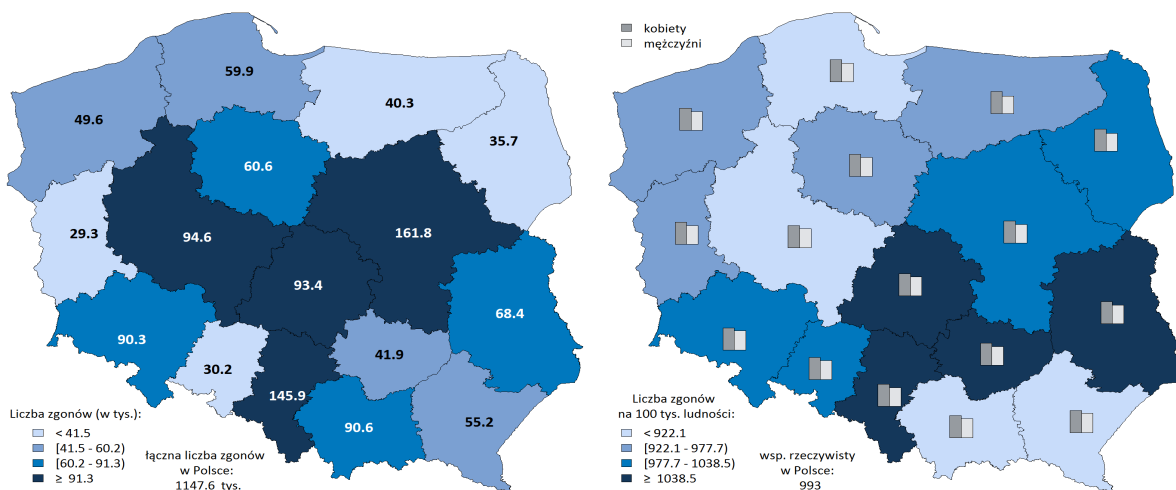 59.9
40.3
49.6
35.7
60.6
29.3
94.6
161.8
93.4
68.4
90.3
41.9
30.2
145.9
55.2
90.6
Liczba zgonów (w tys.):
< 41.5
[41.5 - 60.2)
[60.2 - 91.3)
≥ 91.3
łączna liczba zgonów
w Polsce:
1147.6 tys.
kobiety
mężczyźni
Liczba zgonów
na 100 tys. ludności:
< 922.1
[922.1 - 977.7)
[977.7 - 1038.5)
≥ 1038.5
wsp. rzeczywisty
w Polsce:
993